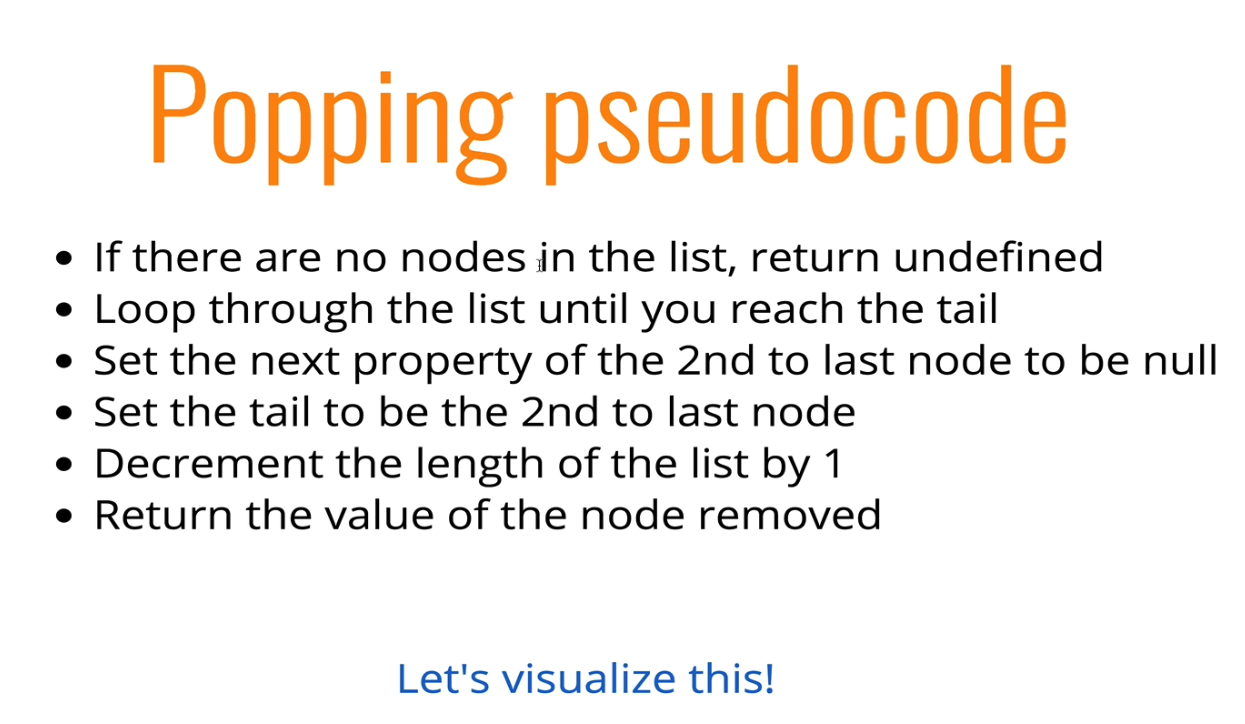 Popping pseudocode
• If there are no nodes in the list, return undefined
• Loop through the list until you reach the tail
• Set the next property of the 2nd to last node to be null
• Set the tail to be the 2nd to last node
• Decrement the length of the list by 1
• Return the value of the node removed
Let's visualize this!